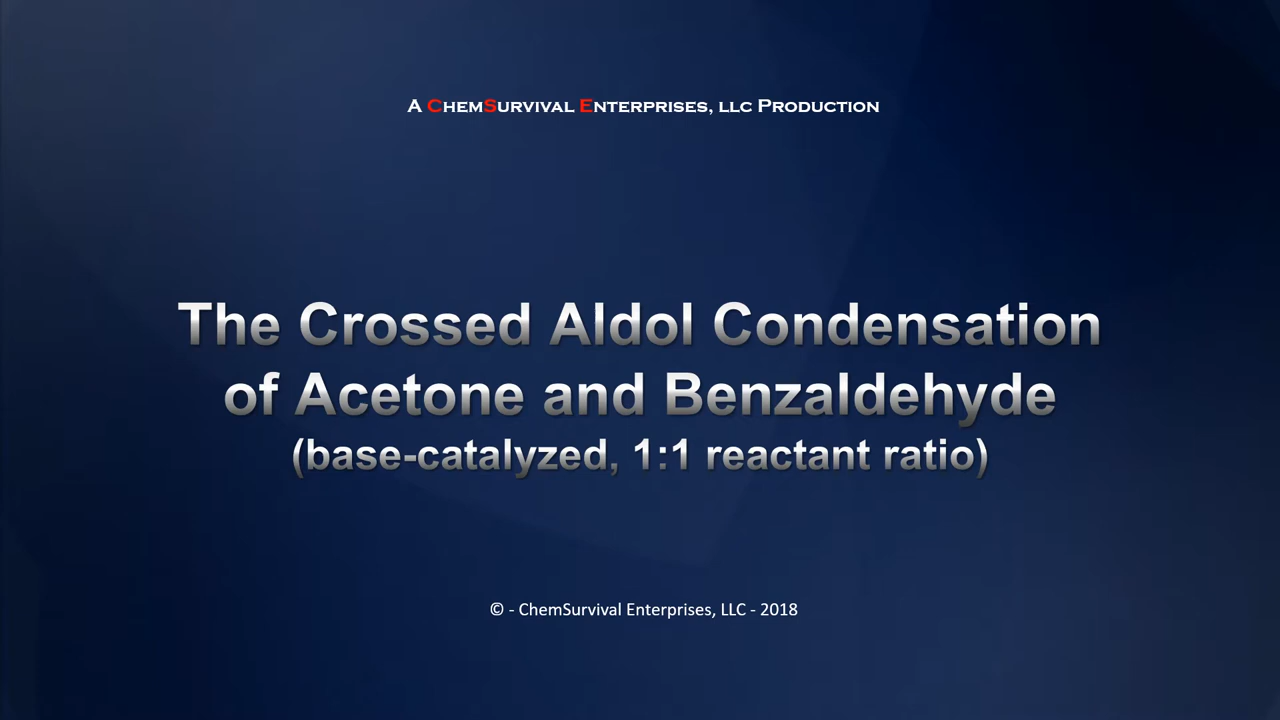 A ChemSurvival Enterprises, llc Production
The Crossed Aldol Condensation
of Acetone and Benzaldehyde
(base-catalyzed, 1:1 reactant ratio)
© - ChemSurvival Enterprises, LLC - 2018